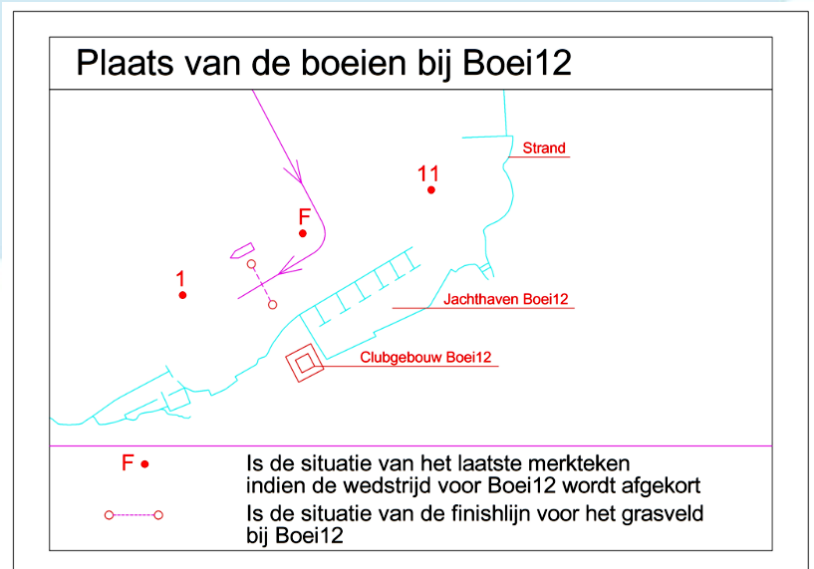 Plaats van de boeien bij Boei12
Strand
11
F
1
Jachthaven Boei12
Clubgebouw Boei12
F
Is de situatie van het laatste merkteken
indien de wedstrijd voor Boei12 wordt afgekort
Is de situatie van de finishlijn voor het grasveld
bij Boei12